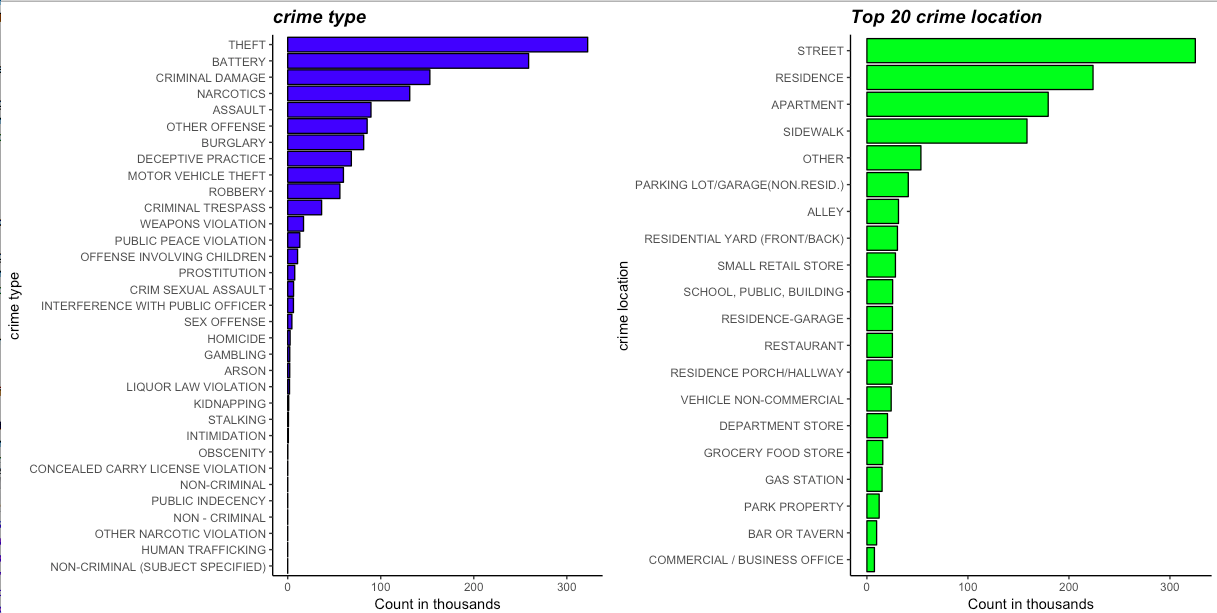 crime type
THEFT
BATTERY
CRIMINAL DAMAGE
NARCOTICS
ASSAULT
OTHER OFFENSE
BURGLARY
DECEPTIVE PRACTICE
MOTOR VEHICLE THEFT
ROBBERY
CRIMINAL TRESPASS
WEAPONS VIOLATION
PUBLIC PEACE VIOLATION
OFFENSE INVOLVING CHILDREN
PROSTITUTION
CRIM SEXUAL ASSAULT
INTERFERENCE WITH PUBLIC OFFICER
SEX OFFENSE
HOMICIDE
GAMBLING
ARSON
LIQUOR LAW VIOLATION
KIDNAPPING
STALKING
INTIMIDATION
OBSCENITY
CONCEALED CARRY LICENSE VIOLATION
NON-CRIMINAL
PUBLIC INDECENCY
NON - CRIMINAL
OTHER NARCOTIC VIOLATION
HUMAN TRAFFICKING
NON-CRIMINAL (SUBJECT SPECIFIED)
crime type
0 100 200 300
Count in thousands
Top 20 crime location
STREET
RESIDENCE
APARTMENT
SIDEWALK
OTHER
PARKING LOT/GARAGE(NON.RESID.)
ALLEY
RESIDENTIAL YARD (FRONT/BACK)
SMALL RETAIL STORE
SCHOOL, PUBLIC, BUILDING
RESIDENCE-GARAGE
RESTAURANT
RESIDENCE PORCH/HALLWAY
VEHICLE NON-COMMERCIAL
DEPARTMENT STORE
GROCERY FOOD STORE
GAS STATION
PARK PROPERTY
BAR OR TAVERN
COMMERCIAL / BUSINESS OFFICE
crime location
0 100 200 300
Count in thousands